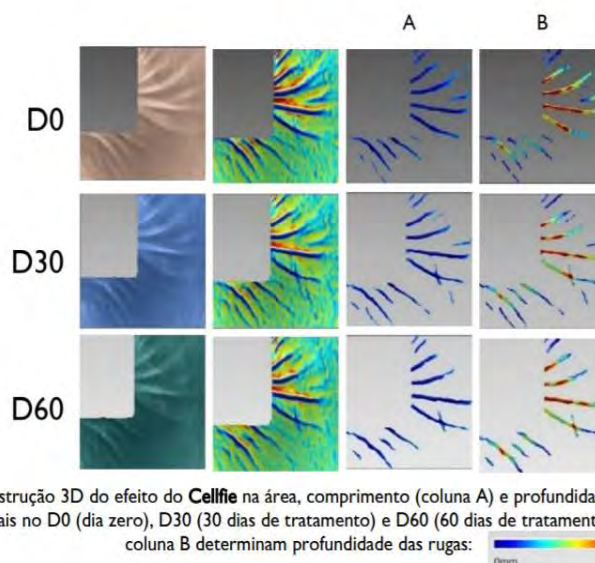 A B
D0
D30
D60
strução 3D do efeito do Cellfie na área, comprimento (coluna A) e profundida
ais no D0 (dia zero), D30 (30 dias de tratamento) e D60 (60 dias de tratament
coluna B determinam profundidade das rugas:
0mm